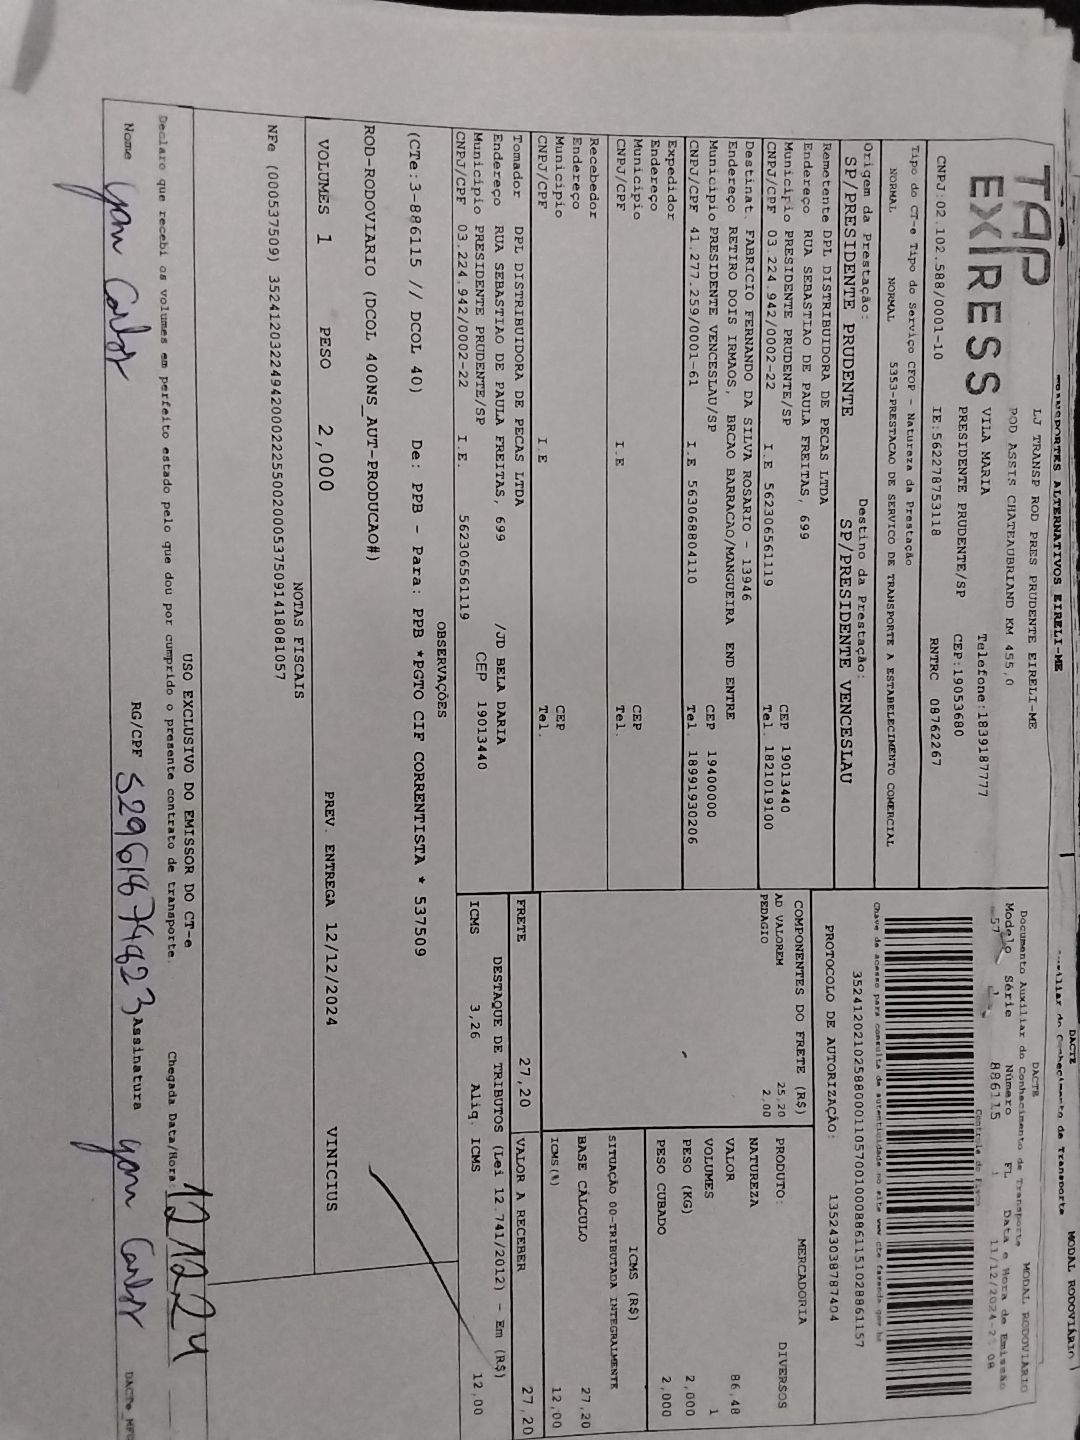 TRANSPORTES ALTERNATIVOS EIRELI-ME
MODAL RODOVIÁRIO
DACTE
TAP
EXPRESS
LJ TRANSP ROD PRES PRUDENTE EIRELI-ME
ROD ASSIS CHATEAUBRIAND KM 455,0
VILA MARIA Telefone:1839187777
PRESIDENTE PRUDENTE/SP CEP:19053680
CNPJ:02.102.588/0001-10 IE:562278753118 RNTRC 08762267
DACTE MODAL RODOVIARIO
Documento Auxiliar do Conhecimento de Transporte
Modelo Série Número FL Data e Hora de Emissão
57 1 886115 1
Controle do Fisco
Chave de acesso para consulta de autenticidade no site www cte fazenda gov br
PROTOCOLO DE AUTORIZAÇÃO: 135243038787404
Tipo do CT-e Tipo do Serviço CFOP - Natureza da Prestação
NORMAL NORMAL 5353-PRESTACAO DE SERVICO DE TRANSPORTE A ESTABELECIMENTO COMERCIAL
Origem da Prestação: Destino da Prestação:
SP/PRESIDENTE PRUDENTE SP/PRESIDENTE VENCESLAU
Remetente DPL DISTRIBUIDORA DE PECAS LTDA
Endereço RUA SEBASTIAO DE PAULA FREITAS, 699
Município PRESIDENTE PRUDENTE/SP CEP 19013440
CNPJ/CPF 03.224.942/0002-22 I.E 562306561119 Tel. 1821019100
Destinat. FABRICIO FERNANDO DA SILVA ROSARIO - 13946
Endereço RETIRO DOIS IRMAOS, BRCAO BARRACAO/MANGUEIRA END ENTRE
Município PRESIDENTE VENCESLAU/SP CEP 19400000
CNPJ/CPF 41.277.259/0001-61 I.E 563068804110 Tel. 18991930206
Expedidor
Endereço
Município CEP
CNPJ/CPF I.E Tel.
Recebedor
Endereço
Município CEP
CNPJ/CPF I.E Tel.
Tomador DPL DISTRIBUIDORA DE PECAS LTDA
Endereço RUA SEBASTIAO DE PAULA FREITAS, 699 /JD BELA DARIA
Município PRESIDENTE PRUDENTE/SP CEP 19013440
CNPJ/CPF 03.224.942/0002-22 I.E. 562306561119
COMPONENTES DO FRETE (R$)
AD VALOREM 25,20
PEDAGIO 2,00
MERCADORIA
PRODUTO: DIVERSOS
NATUREZA
VALOR 86,48
VOLUMES 1
PESO (KG) 2,000
PESO CUBADO 2,000
ICMS (R$)
SITUAÇÃO 00-TRIBUTADA INTEGRALMENTE
BASE CÁLCULO 27,20
ICMS(%) 12,00
FRETE 27,20 VALOR A RECEBER 27,20
DESTAQUE DE TRIBUTOS (Lei 12.741/2012) - Em (R$)
ICMS 3,26 Aliq. ICMS 12,00
OBSERVAÇÕES
(CTe:3-886115 // DCOL 40) De: PPB - Para: PPB *PGTO CIF CORRENTISTA * 537509
ROD-RODOVIARIO (DCOL 400NS_AUT-PRODUCAO#)
VOLUMES 1 PESO 2,000 PREV. ENTREGA 12/12/2024 VINICIUS
NOTAS FISCAIS
NFe (000537509) 35241203224942000222550020005375091418081057
USO EXCLUSIVO DO EMISSOR DO CT-e
Declaro que recebi os volumes em perfeito estado pelo que dou por cumprido o presente contrato de transporte. Chegada Data/Hora: 12 12 24
Nome Yam Carlos RG/CPF 52961874823 Assinatura Yam Carlos